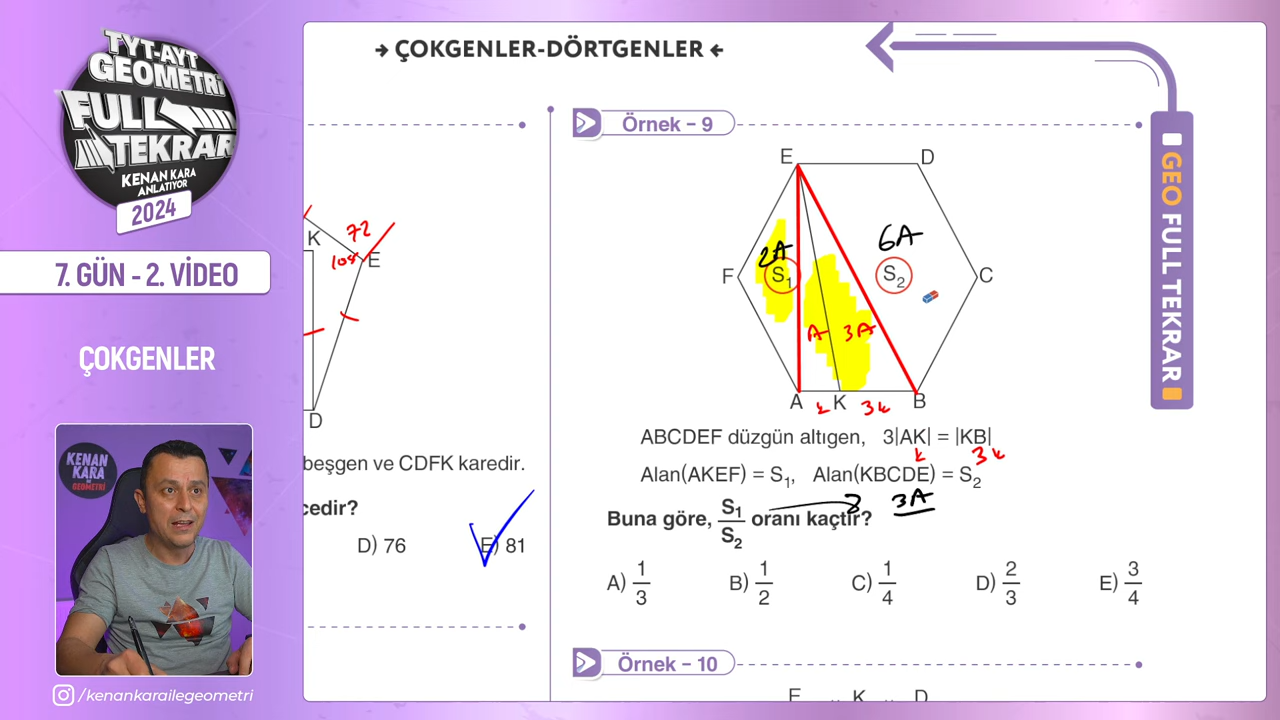 TYT-AYT
GEOMETRİ
FULL
TEKRAR
KENAN KARA
ANLATIYOR
2024
7. GÜN - 2. VİDEO
ÇOKGENLER
KENAN
KARA
ile
GEOMETRİ
/kenankarailegeometri
→ ÇOKGENLER-DÖRTGENLER ←
GEO FULL TEKRAR
K
72
108
E
D
beşgen ve CDFK karedir.
cedir?
D) 76
E) 81
Örnek - 9
E
D
2A
6A
F
S1
S2
C
A
3A
A
K
B
k
3k
ABCDEF düzgün altıgen, 3|AK| = |KB|
k
3k
Alan(AKEF) = S1, Alan(KBCDE) = S2
3A
Buna göre, S1/S2 oranı kaçtır?
A) 1/3 B) 1/2 C) 1/4 D) 2/3 E) 3/4
Örnek - 10
E
K
D